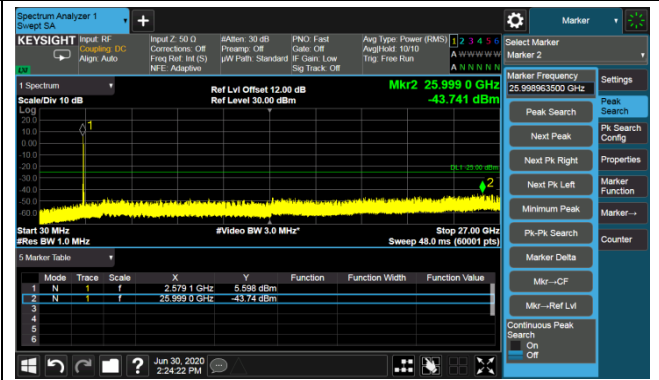 Spectrum Analyzer 1
Swept SA
+
Marker
KEYSIGHT
Input: RF
Coupling: DC
Align: Auto
Input Z: 50 Ω
Corrections: Off
Freq Ref: Int (S)
NFE: Adaptive
#Atten: 30 dB
Preamp: Off
µW Path: Standard
PNO: Fast
Gate: Off
IF Gain: Low
Sig Track: Off
Avg Type: Power (RMS)
Avg|Hold: 10/10
Trig: Free Run
1 2 3 4 5 6
A W W W W W
A N N N N N
LXI
Select Marker
Marker 2
1 Spectrum
Scale/Div 10 dB
Ref Lvl Offset 12.00 dB
Ref Level 30.00 dBm
Mkr2 25.999 0 GHz
-43.741 dBm
Log
20.0
10.0
0.00
-10.0
-20.0
-30.0
-40.0
-50.0
-60.0
1
DL1 -25.00 dBm
2
Start 30 MHz
#Res BW 1.0 MHz
#Video BW 3.0 MHz*
Stop 27.00 GHz
Sweep 48.0 ms (60001 pts)
5 Marker Table
Mode Trace Scale X Y Function Function Width Function Value
1 N 1 f 2.579 1 GHz 5.598 dBm
2 N 1 f 25.999 0 GHz -43.74 dBm
3
4
5
6
Marker Frequency
25.998963500 GHz
Peak Search
Next Peak
Next Pk Right
Next Pk Left
Minimum Peak
Pk-Pk Search
Marker Delta
Mkr→CF
Mkr→Ref Lvl
Continuous Peak
Search
On
Off
Settings
Peak
Search
Pk Search
Config
Properties
Marker
Function
Marker→
Counter
?
Jun 30, 2020
2:24:22 PM